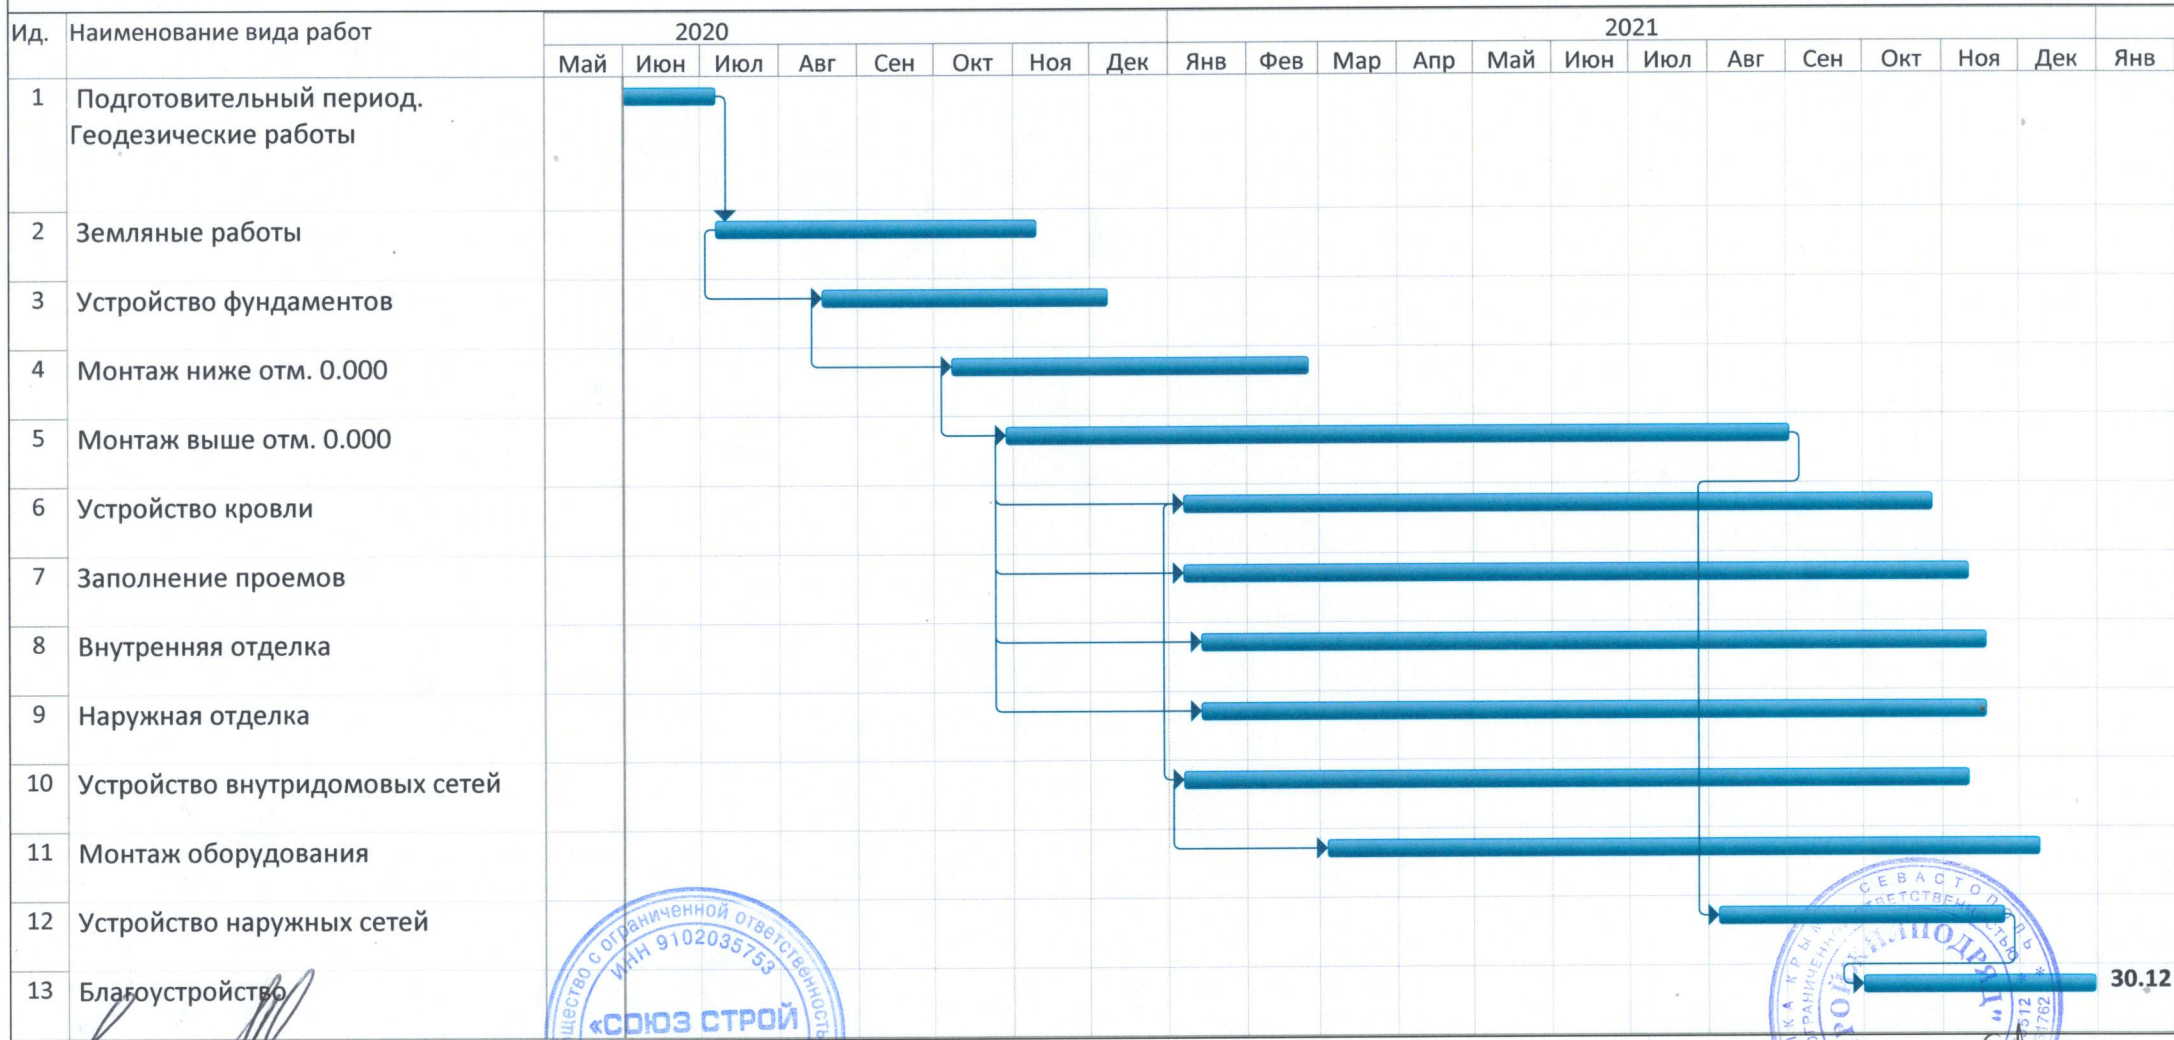 Ид. Наименование вида работ 2020 2021
Май Июн Июл Авг Сен Окт Ноя Дек Янв Фев Мар Апр Май Июн Июл Авг Сен Окт Ноя Дек Янв
1 Подготовительный период.
Геодезические работы
2 Земляные работы
3 Устройство фундаментов
4 Монтаж ниже отм. 0.000
5 Монтаж выше отм. 0.000
6 Устройство кровли
7 Заполнение проемов
8 Внутренняя отделка
9 Наружная отделка
10 Устройство внутридомовых сетей
11 Монтаж оборудования
12 Устройство наружных сетей
13 Благоустройство 30.12
общество с ограниченной ответственностью
ИНН 9102035753
«СОЮЗ СТРОЙ
СЕВАСТОПОЛЬ